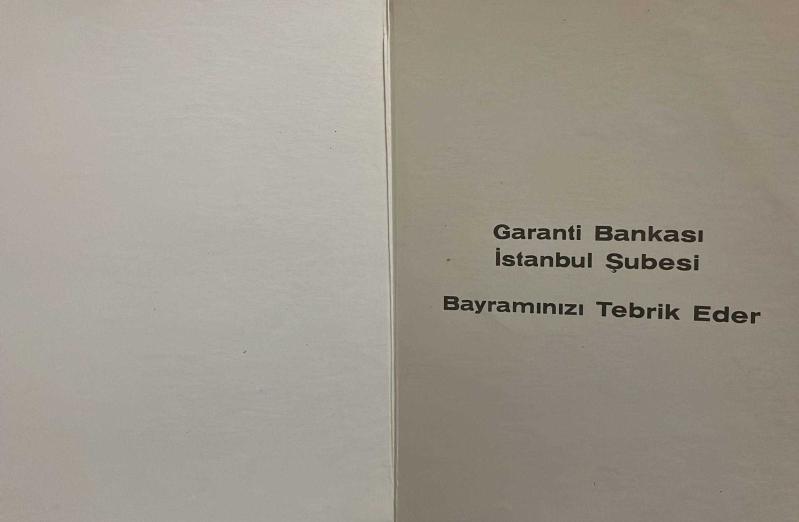 Garanti Bankası
İstanbul Şubesi
Bayramınızı Tebrik Eder